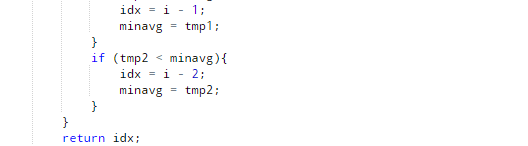 idx = i - 1;
minavg = tmp1;
}
if (tmp2 < minavg){
idx = i - 2;
minavg = tmp2;
}
}
return idx;